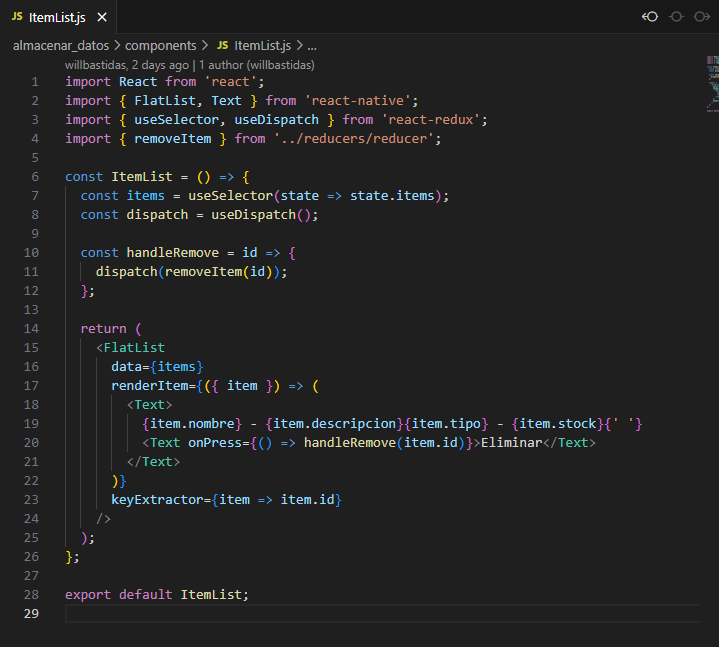 JS ItemList.js ×
almacenar_datos > components > JS ItemList.js > ...
willbastidas, 2 days ago | 1 author (willbastidas)
1 import React from 'react';
2 import { FlatList, Text } from 'react-native';
3 import { useSelector, useDispatch } from 'react-redux';
4 import { removeItem } from '../reducers/reducer';
5
6 const ItemList = () => {
7   const items = useSelector(state => state.items);
8   const dispatch = useDispatch();
9
10   const handleRemove = id => {
11     dispatch(removeItem(id));
12   };
13
14   return (
15     <FlatList
16       data={items}
17       renderItem={({ item }) => (
18         <Text>
19           {item.nombre} - {item.descripcion}{item.tipo} - {item.stock}{' '}
20           <Text onPress={() => handleRemove(item.id)}>Eliminar</Text>
21         </Text>
22       )}
23       keyExtractor={item => item.id}
24     />
25   );
26 };
27
28 export default ItemList;
29